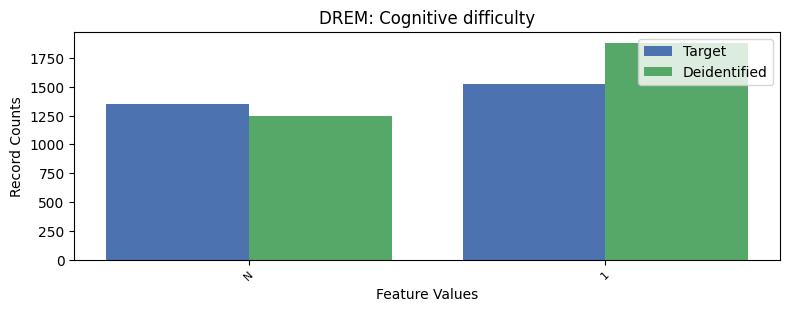 DREM: Cognitive difficulty
Target
Deidentified
Record Counts
1750
1500
1250
1000
750
500
250
0
N
1
Feature Values